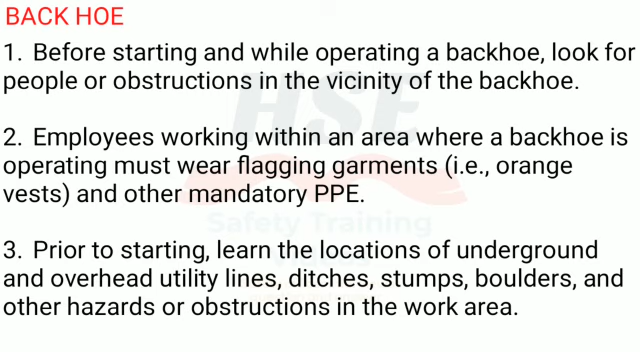 BACK HOE
1. Before starting and while operating a backhoe, look for
people or obstructions in the vicinity of the backhoe.
2. Employees working within an area where a backhoe is
operating must wear flagging garments (i.e., orange
vests) and other mandatory PPE.
3. Prior to starting, learn the locations of underground
and overhead utility lines, ditches, stumps, boulders, and
other hazards or obstructions in the work area.
HSE
Safety Training